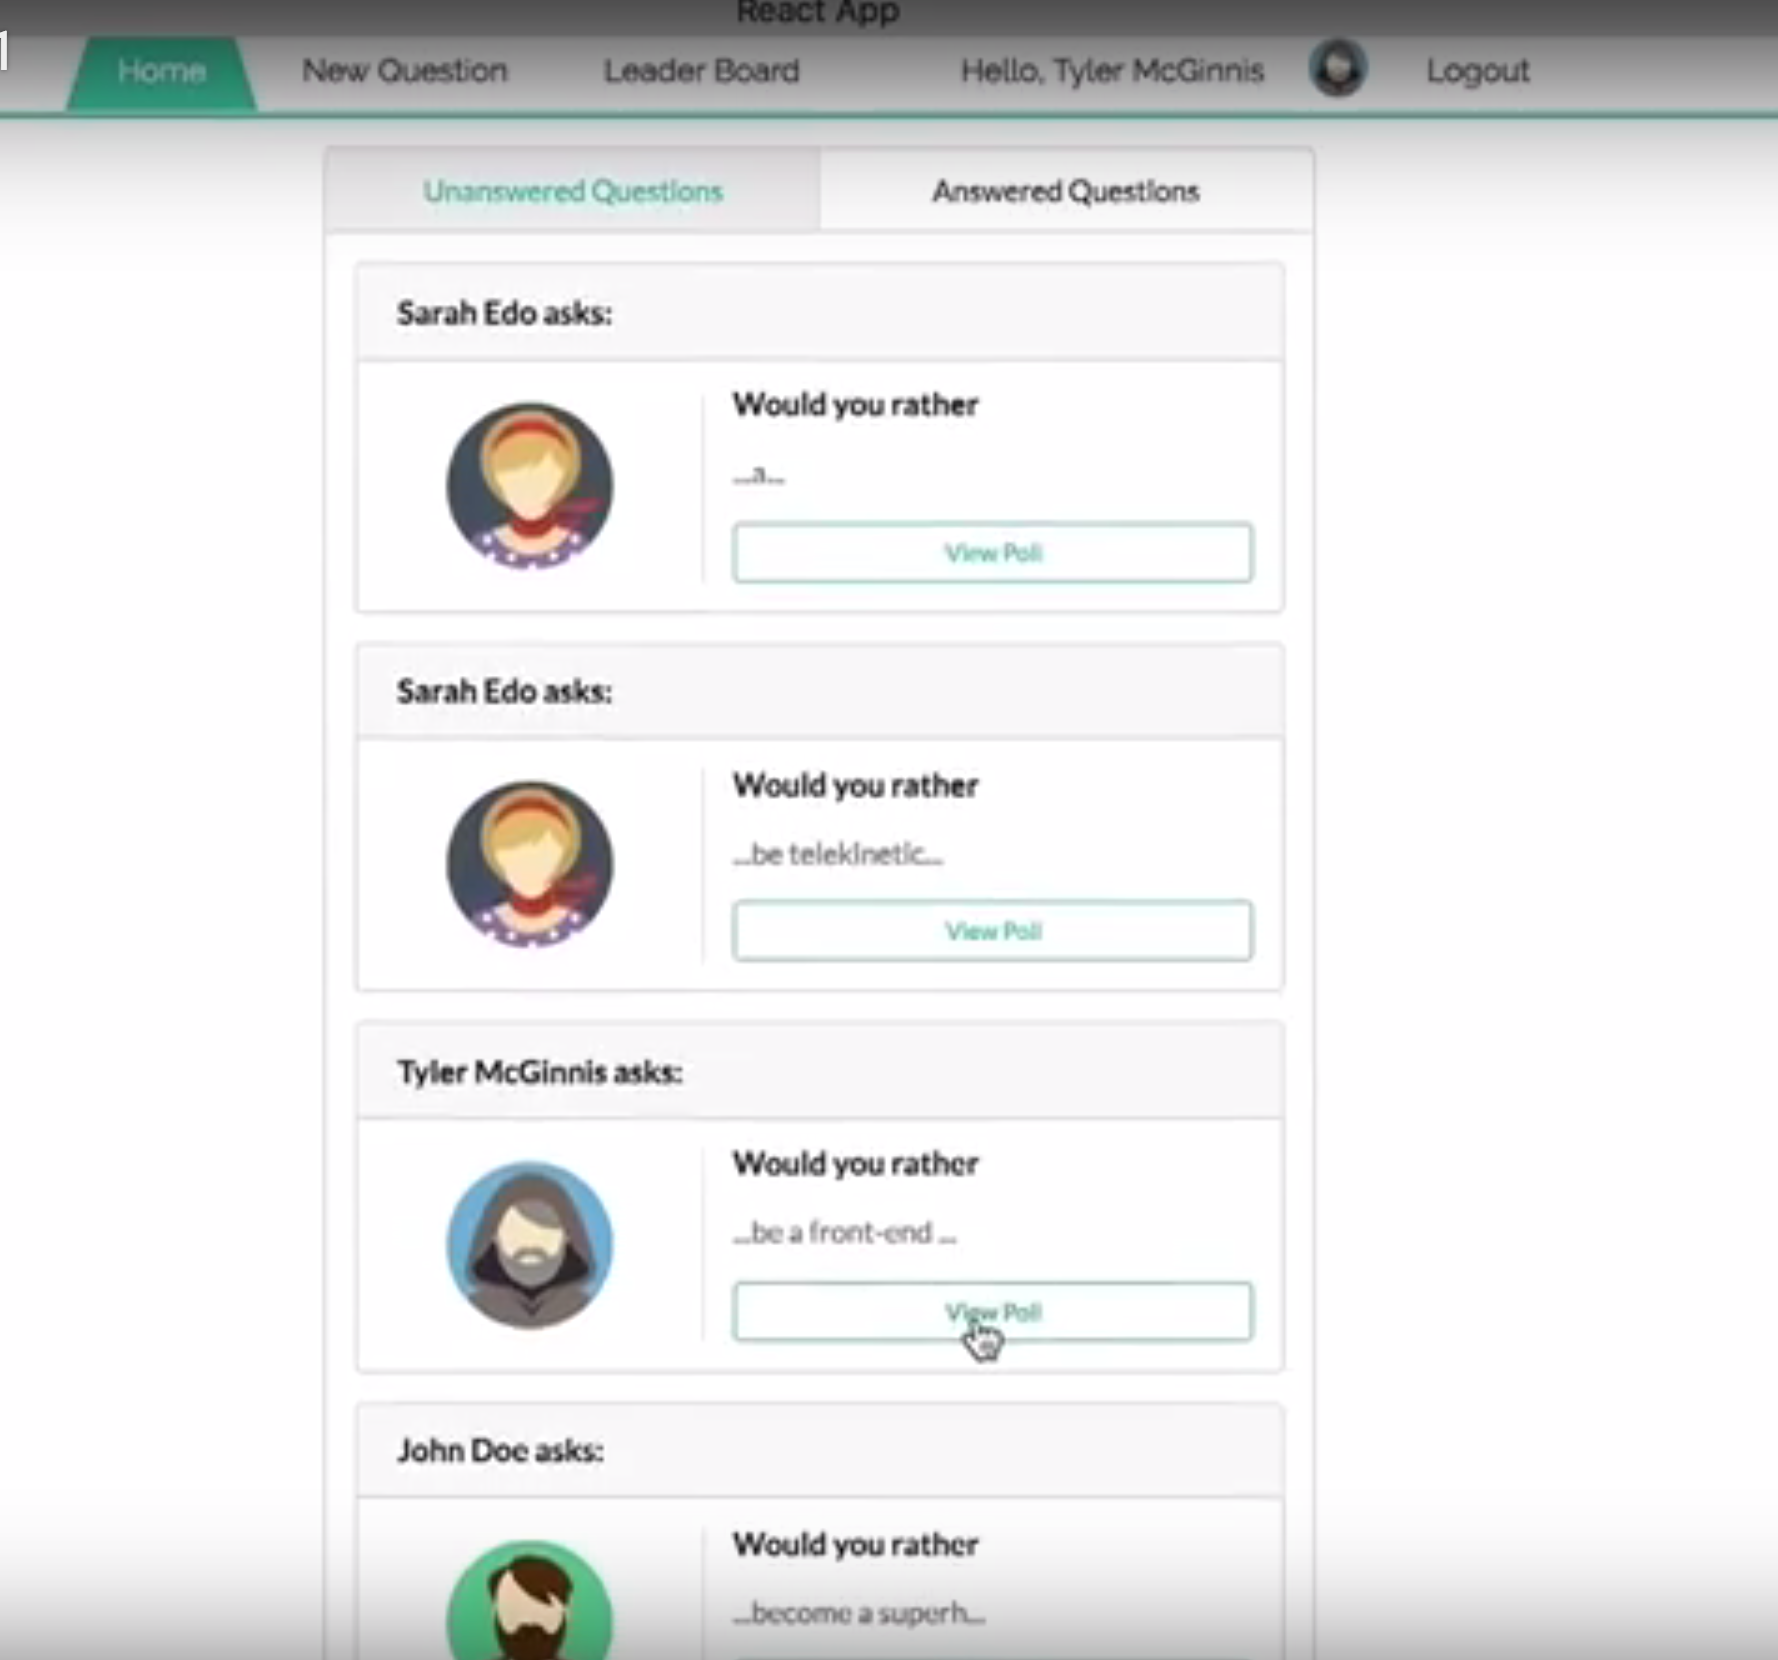 React App
1
Home New Question Leader Board Hello, Tyler McGinnis Logout
Unanswered Questions Answered Questions
Sarah Edo asks:
Would you rather
...a...
View Poll
Sarah Edo asks:
Would you rather
...be telekinetic...
View Poll
Tyler McGinnis asks:
Would you rather
...be a front-end ...
View Poll
John Doe asks:
Would you rather
...become a superh...